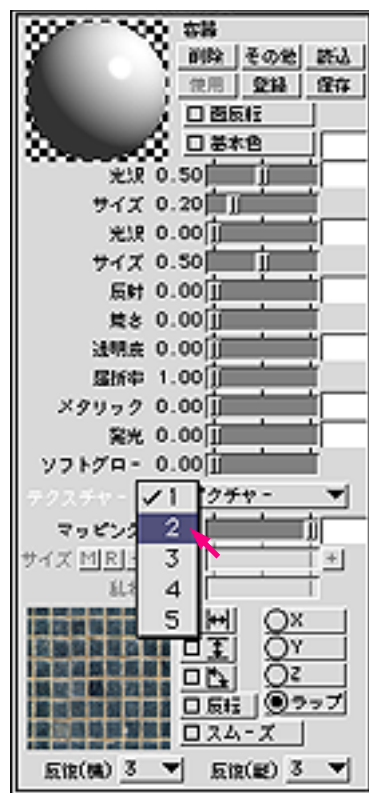 容器
削除 その他 読込
使用 登録 保存
面反転
基本色
光沢 0.50
サイズ 0.20
光沢 0.00
サイズ 0.50
反射 0.00
荒さ 0.00
透明度 0.00
屈折率 1.00
メタリック 0.00
発光 0.00
ソフトグロー 0.00
テクスチャー ✓1 クチャー
マッピング 2
サイズ M R 3 +
乱 4
5 X
Y
Z
反転 ラップ
スムーズ
反復(横) 3 反復(縦) 3